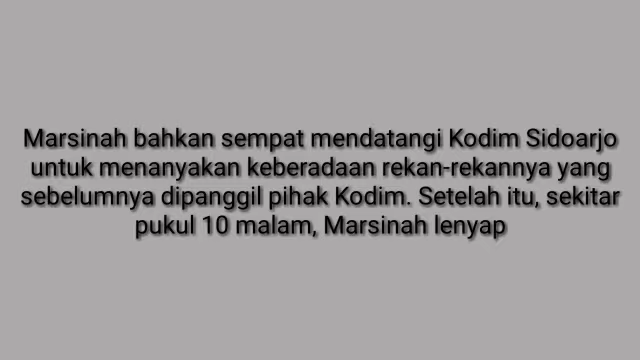 Marsinah bahkan sempat mendatangi Kodim Sidoarjo
untuk menanyakan keberadaan rekan-rekannya yang
sebelumnya dipanggil pihak Kodim. Setelah itu, sekitar
pukul 10 malam, Marsinah lenyap